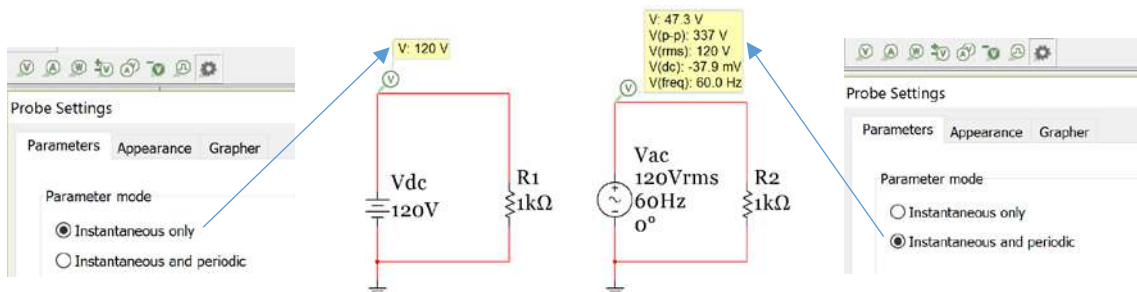 V A W V A V
Probe Settings
Parameters Appearance Grapher
Parameter mode
Instantaneous only
Instantaneous and periodic
V: 120 V
V
Vdc
120V
R1
1kΩ
V: 47.3 V
V(p-p): 337 V
V(rms): 120 V
V(dc): -37.9 mV
V(freq): 60.0 Hz
V
Vac
120Vrms
60Hz
0°
R2
1kΩ
V A W V A V
Probe Settings
Parameters Appearance Grapher
Parameter mode
Instantaneous only
Instantaneous and periodic